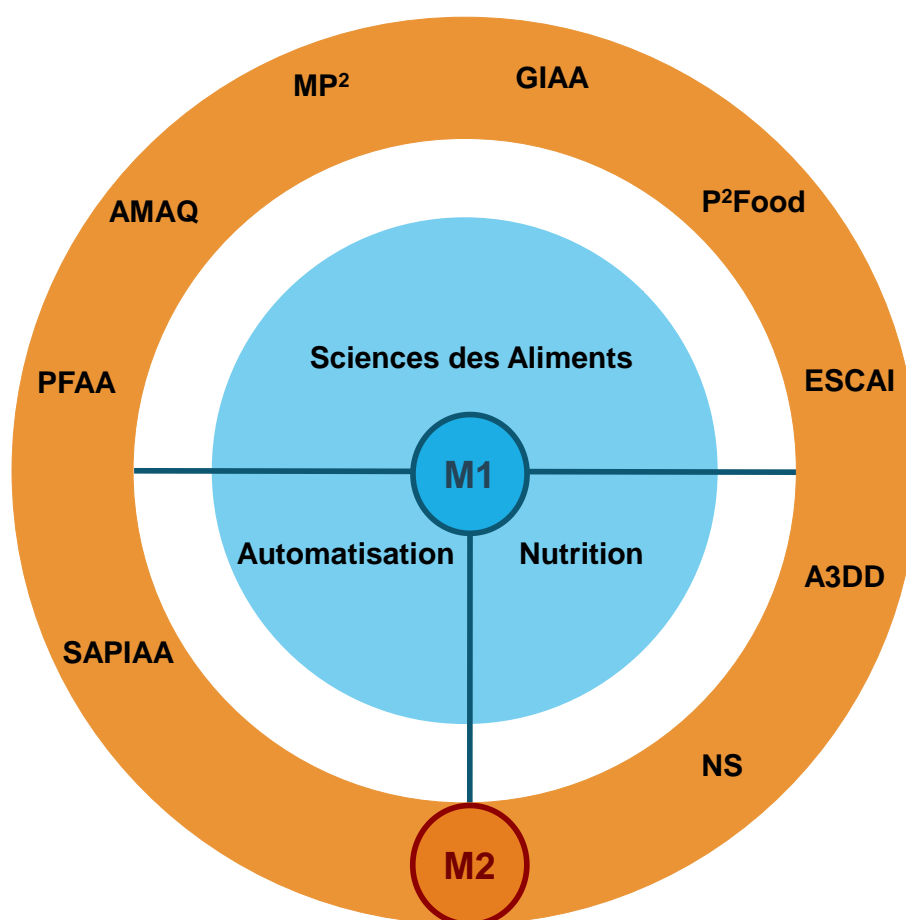 MP² GIAA
AMAQ P²Food
Sciences des Aliments
PFAA ESCAI
M1
Automatisation Nutrition
A3DD
SAPIAA
NS
M2